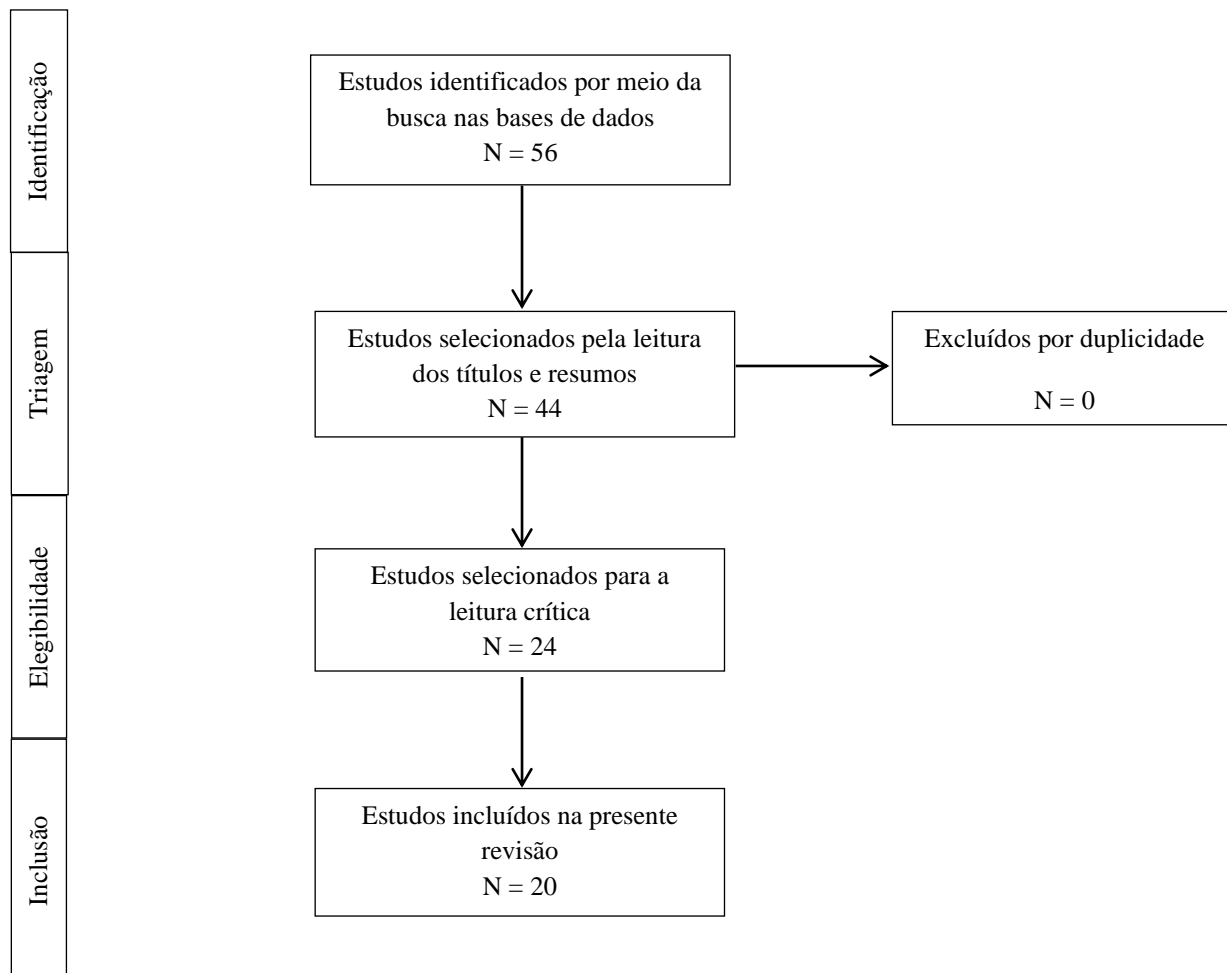 Identificação
Estudos identificados por meio da
busca nas bases de dados
N = 56
Triagem
Estudos selecionados pela leitura
dos títulos e resumos
N = 44
Excluídos por duplicidade
N = 0
Elegibilidade
Estudos selecionados para a
leitura crítica
N = 24
Inclusão
Estudos incluídos na presente
revisão
N = 20